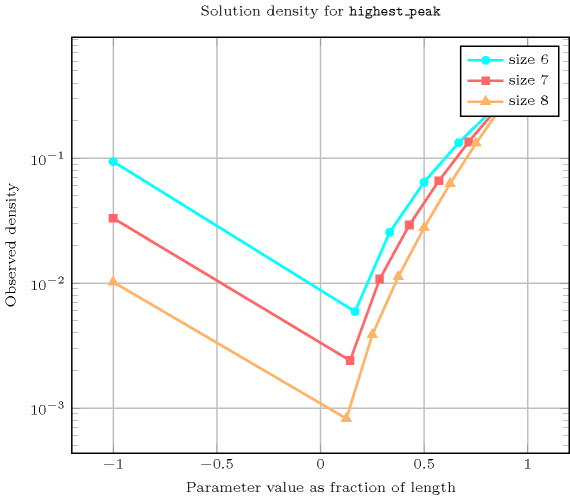 Solution density for highest_peak
size 6
size 7
size 8
10^{-1}
10^{-2}
10^{-3}
Observed density
−1
−0.5
0
0.5
1
Parameter value as fraction of length